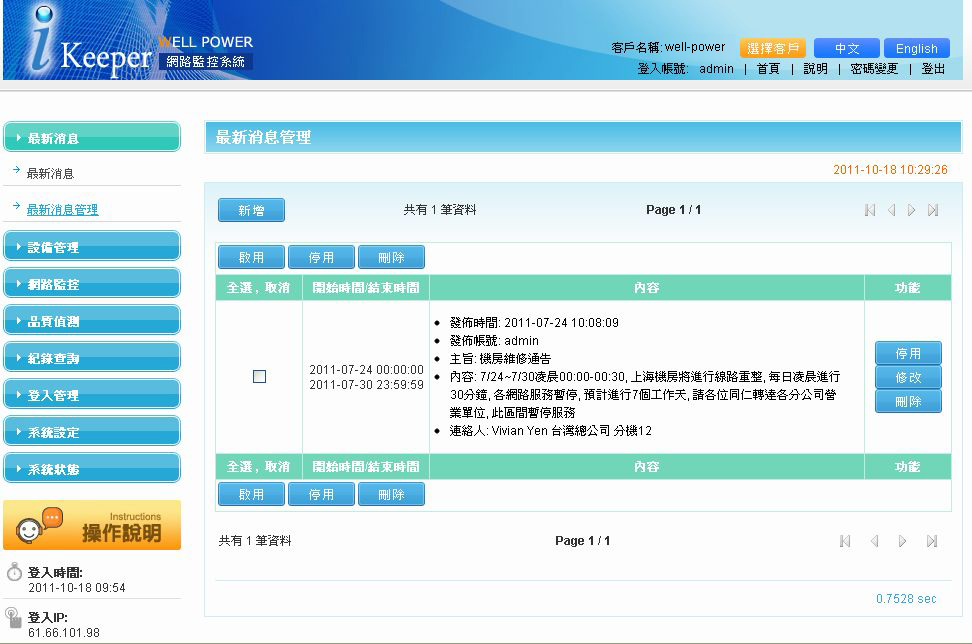 iKeeper
WELL POWER
網路監控系統
客戶名稱: well-power 選擇客戶 中文 English
登入帳號: admin | 首頁 | 說明 | 密碼變更 | 登出
最新消息
最新消息
最新消息管理
設備管理
網路監控
品質偵測
紀錄查詢
登入管理
系統設定
系統狀態
Instructions
操作說明
登入時間:
2011-10-18 09:54
登入IP:
61.66.101.98
最新消息管理
2011-10-18 10:29:26
新增 共有 1 筆資料 Page 1 / 1
啟用 停用 刪除
全選 , 取消 開始時間/結束時間 內容 功能
2011-07-24 00:00:00
2011-07-30 23:59:59
• 發佈時間: 2011-07-24 10:08:09
• 發佈帳號: admin
• 主旨: 機房維修通告
• 內容: 7/24~7/30凌晨00:00-00:30, 上海機房將進行線路重整, 每日凌晨進行
30分鐘, 各網路服務暫停, 預計進行7個工作天, 請各位同仁轉達各分公司營
業單位, 此區間暫停服務
• 連絡人: Vivian Yen 台灣總公司 分機12
停用
修改
刪除
全選 , 取消 開始時間/結束時間 內容 功能
啟用 停用 刪除
共有 1 筆資料 Page 1 / 1
0.7528 sec